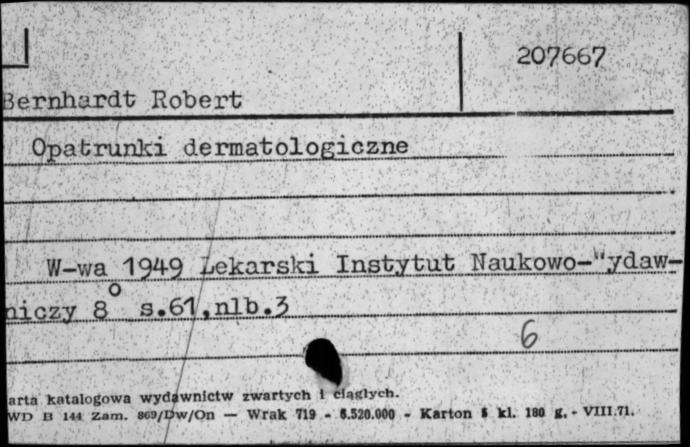 207667
Bernhardt Robert
Opatrunki dermatologiczne
W-wa 1949 Lekarski Instytut Naukowo-"ydaw-
niczy 8° s.61,nlb.3
6
arta katalogowa wydawnictw zwartych i ciągłych.
WD B 144 Zam. 869/Dw/On — Wrak 719 - 6.520.000 - Karton 5 kl. 180 g. - VIII.71.